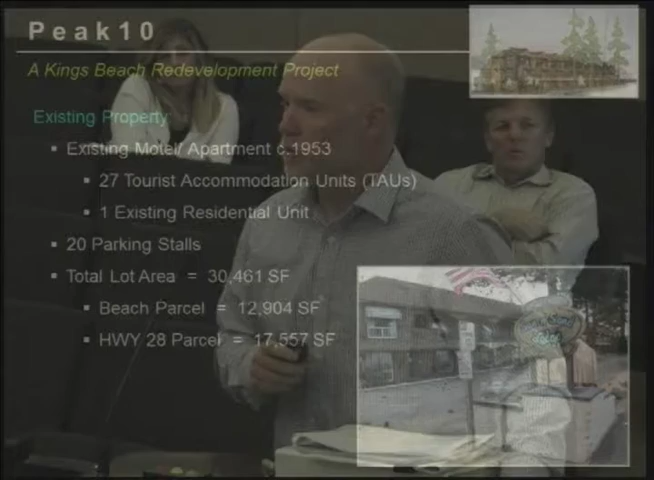 Peak10
A Kings Beach Redevelopment Project
Existing Property
Existing Motel/ Apartment c.1953
27 Tourist Accommodation Units (TAUs)
1 Existing Residential Unit
20 Parking Stalls
Total Lot Area = 30,461 SF
Beach Parcel = 12,904 SF
HWY 28 Parcel = 17,557 SF